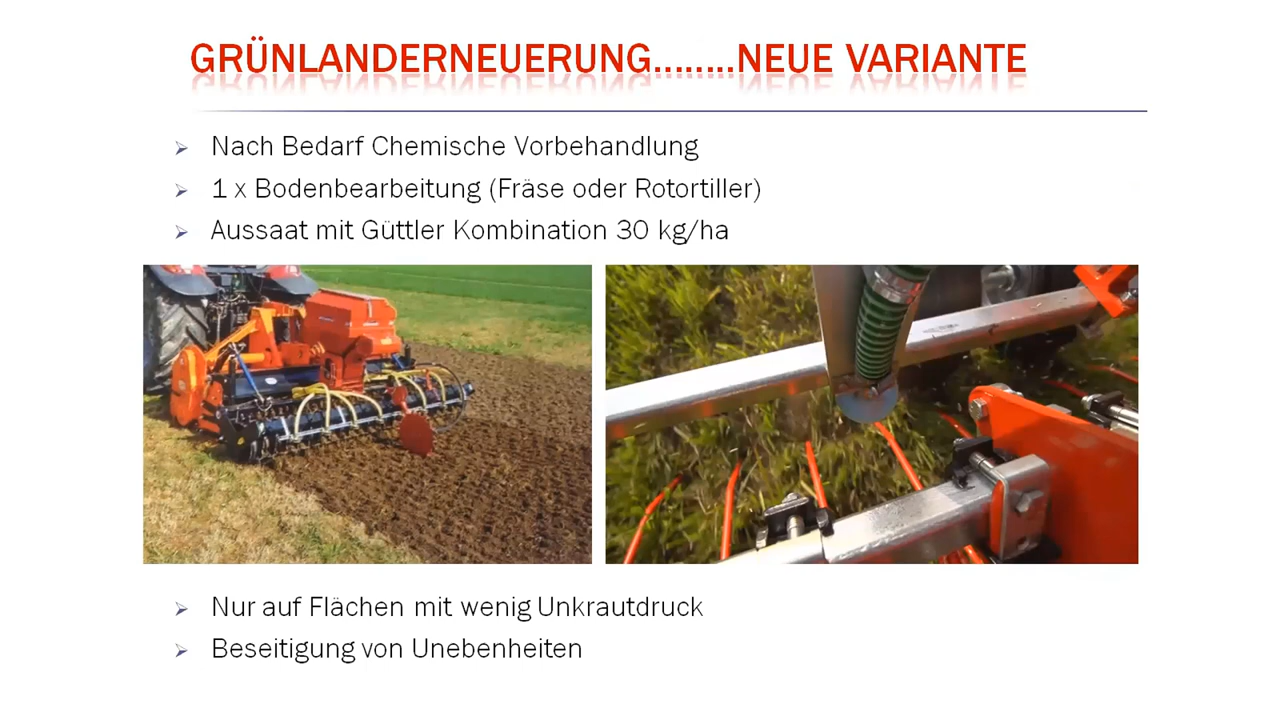 GRÜNLANDERNEUERUNG........NEUE VARIANTE
Nach Bedarf Chemische Vorbehandlung
1 x Bodenbearbeitung (Fräse oder Rotortiller)
Aussaat mit Güttler Kombination 30 kg/ha
Nur auf Flächen mit wenig Unkrautdruck
Beseitigung von Unebenheiten